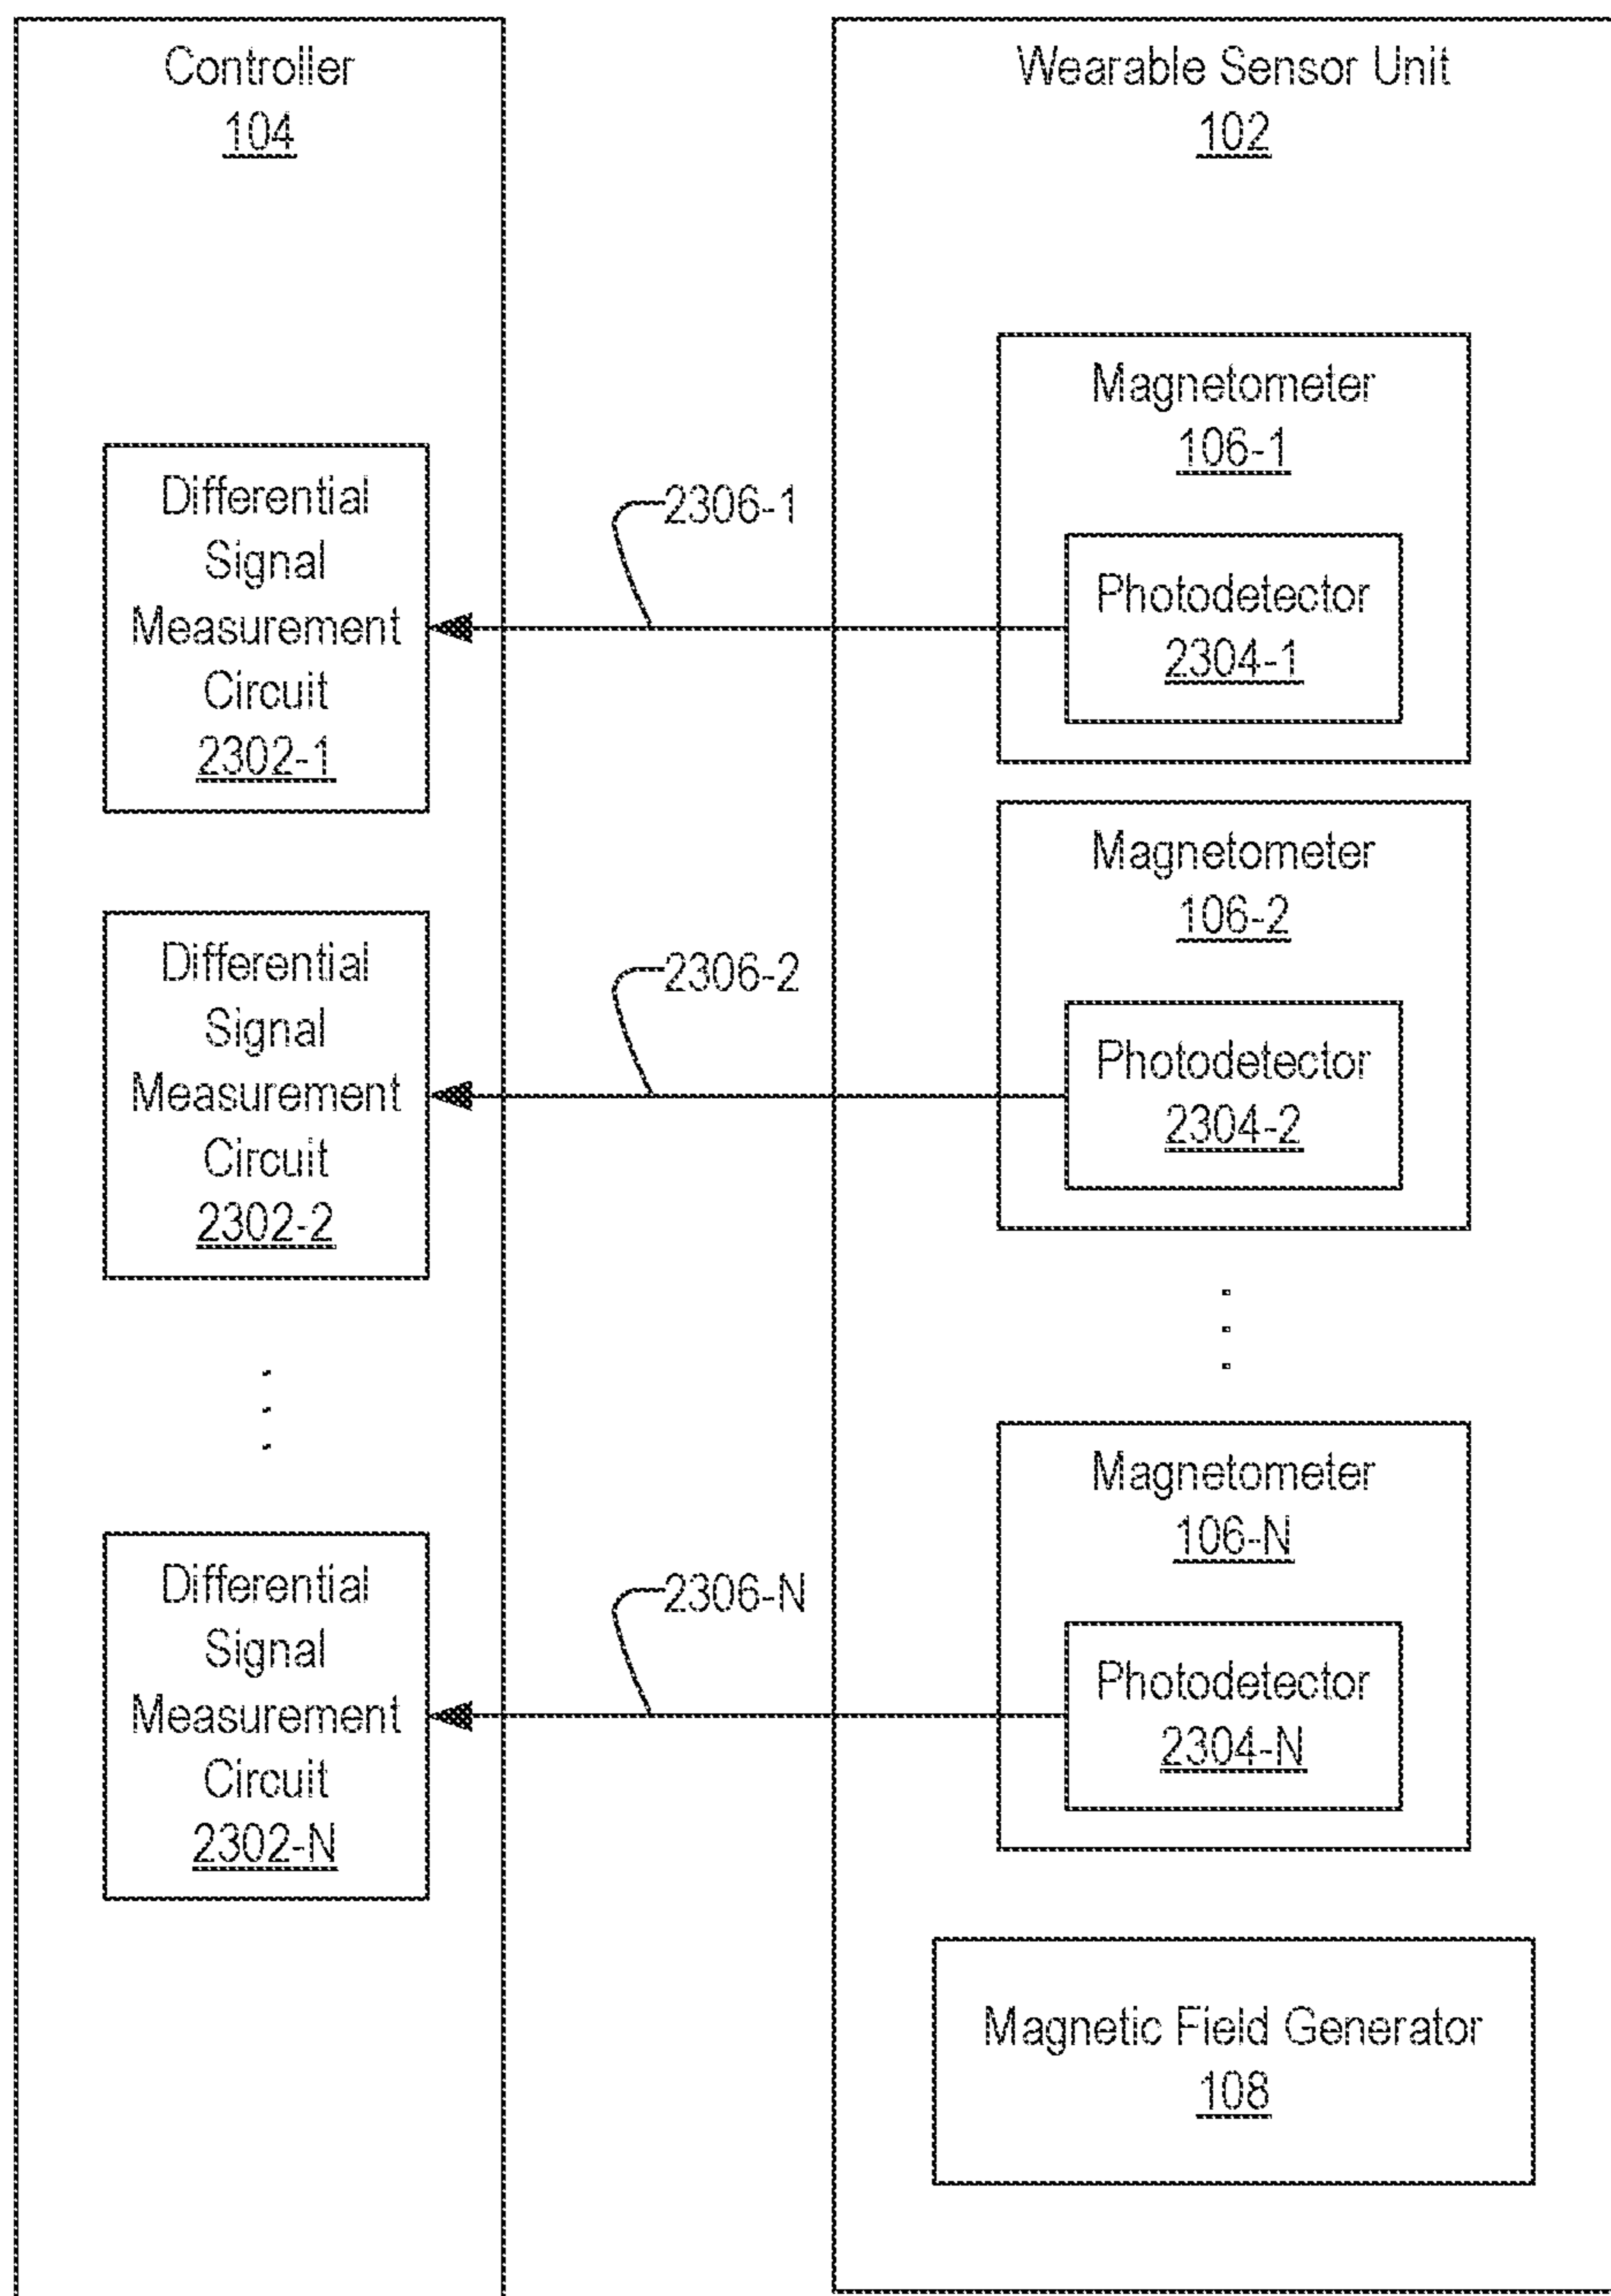 Controller
104
Differential
Signal
Measurement
Circuit
2302-1
Differential
Signal
Measurement
Circuit
2302-2
Differential
Signal
Measurement
Circuit
2302-N
2306-1
2306-2
2306-N
Wearable Sensor Unit
102
Magnetometer
106-1
Photodetector
2304-1
Magnetometer
106-2
Photodetector
2304-2
Magnetometer
106-N
Photodetector
2304-N
Magnetic Field Generator
108